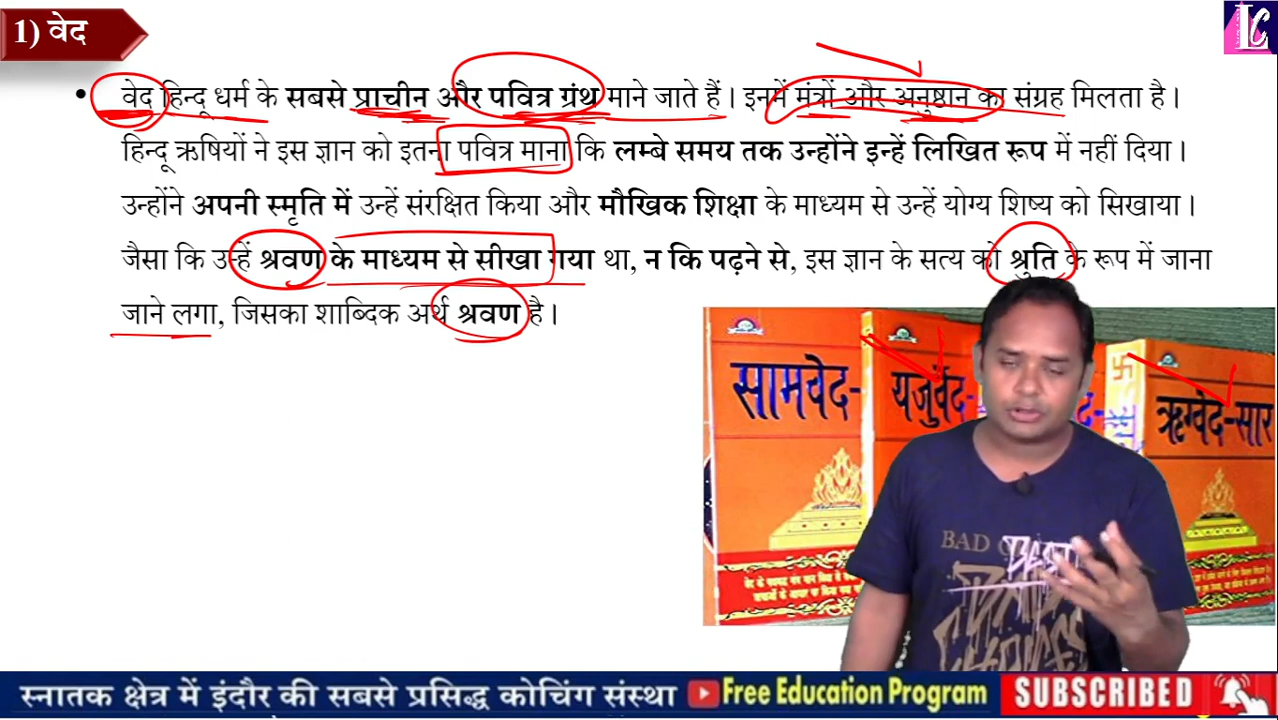 1) वेद
LC
• वेद हिन्दू धर्म के सबसे प्राचीन और पवित्र ग्रंथ माने जाते हैं। इनमें मंत्रों और अनुष्ठान का संग्रह मिलता है।
हिन्दू ऋषियों ने इस ज्ञान को इतना पवित्र माना कि लम्बे समय तक उन्होंने इन्हें लिखित रूप में नहीं दिया।
उन्होंने अपनी स्मृति में उन्हें संरक्षित किया और मौखिक शिक्षा के माध्यम से उन्हें योग्य शिष्य को सिखाया।
जैसा कि उन्हें श्रवण के माध्यम से सीखा गया था, न कि पढ़ने से, इस ज्ञान के सत्य को श्रुति के रूप में जाना
जाने लगा, जिसका शाब्दिक अर्थ श्रवण है।
सामवेद-
यजुर्वेद-
ऋग्वेद-सार
BAD
स्नातक क्षेत्र में इंदौर की सबसे प्रसिद्ध कोचिंग संस्था Free Education Program SUBSCRIBED